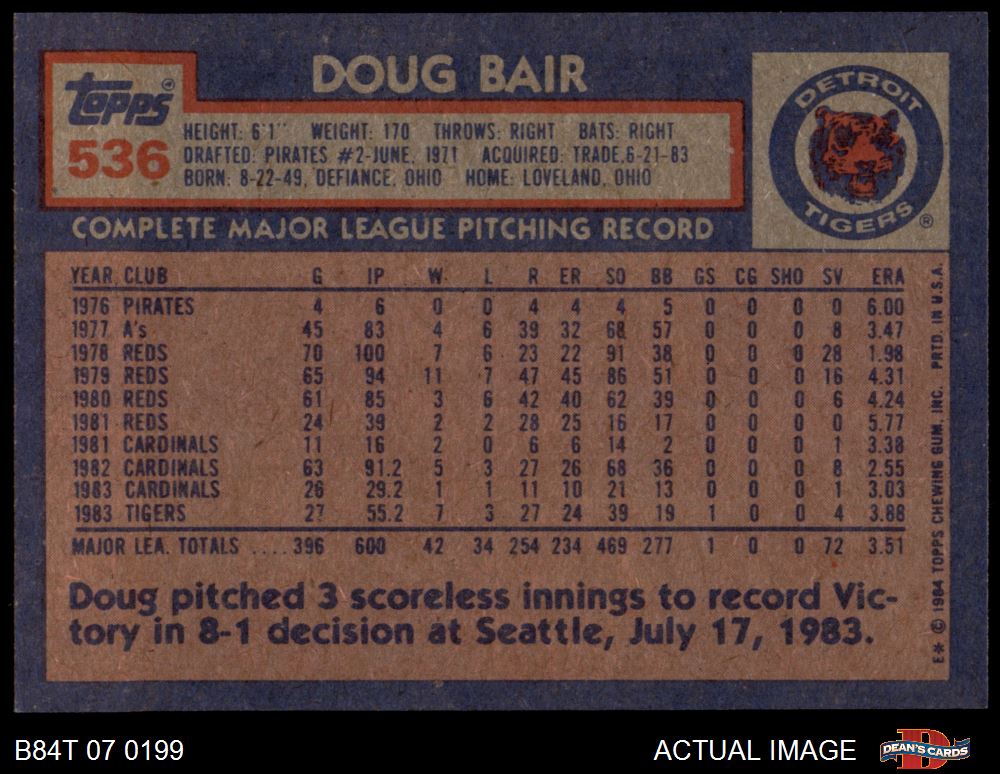 DOUG BAIR
topps
536
HEIGHT: 6'1" WEIGHT: 170 THROWS: RIGHT BATS: RIGHT
DRAFTED: PIRATES #2-JUNE, 1971 ACQUIRED: TRADE, 6-21-83
BORN: 8-22-49, DEFIANCE, OHIO HOME: LOVELAND, OHIO
DETROIT
TIGERS®
COMPLETE MAJOR LEAGUE PITCHING RECORD
YEAR CLUB G IP W L R ER SO BB GS CG SHO SV ERA
1976 PIRATES 4 6 0 0 4 4 4 5 0 0 0 0 6.00
1977 A's 45 83 4 6 39 32 68 57 0 0 0 8 3.47
1978 REDS 70 100 7 6 23 22 91 38 0 0 0 28 1.98
1979 REDS 65 94 11 7 47 45 86 51 0 0 0 16 4.31
1980 REDS 61 85 3 6 42 40 62 39 0 0 0 6 4.24
1981 REDS 24 39 2 2 28 25 16 17 0 0 0 0 5.77
1981 CARDINALS 11 16 2 0 6 6 14 2 0 0 0 1 3.38
1982 CARDINALS 63 91.2 5 3 27 26 68 36 0 0 0 8 2.55
1983 CARDINALS 26 29.2 1 1 11 10 21 13 0 0 0 1 3.03
1983 TIGERS 27 55.2 7 3 27 24 39 19 1 0 0 4 3.88
MAJOR LEA. TOTALS .... 396 600 42 34 254 234 469 277 1 0 0 72 3.51
Doug pitched 3 scoreless innings to record Vic-
tory in 8-1 decision at Seattle, July 17, 1983.
E* © 1984 TOPPS CHEWING GUM, INC. PRTD. IN U.S.A.
B84T 07 0199
ACTUAL IMAGE
DEAN'S CARDS